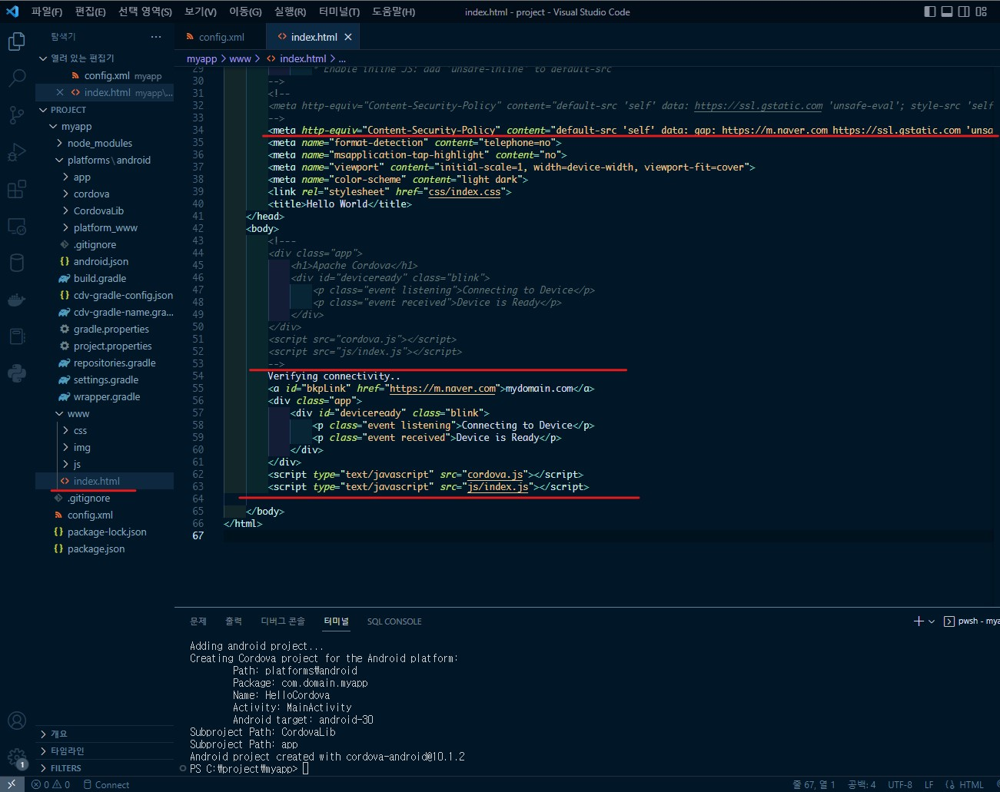 파일(F) 편집(E) 선택 영역(S) 보기(V) 이동(G) 실행(R) 터미널(T) 도움말(H)
index.html - project - Visual Studio Code
탐색기 ...
열려 있는 편집기
config.xml myapp
index.html myapp\...
PROJECT
myapp
node_modules
platforms\android
app
cordova
CordovaLib
platform_www
.gitignore
android.json
build.gradle
cdv-gradle-config.json
cdv-gradle-name.gra...
gradle.properties
project.properties
repositories.gradle
settings.gradle
wrapper.gradle
www
css
img
js
index.html
.gitignore
config.xml
package-lock.json
package.json
개요
타임라인
FILTERS
config.xml
index.html
myapp > www > index.html > ...
29 * Enable inline JS: add 'unsafe-inline' to default-src
30 -->
31 <!--
32 <meta http-equiv="Content-Security-Policy" content="default-src 'self' data: https://ssl.gstatic.com 'unsafe-eval'; style-src 'self
33 -->
34 <meta http-equiv="Content-Security-Policy" content="default-src 'self' data: gap: https://m.naver.com https://ssl.gstatic.com 'unsa
35 <meta name="format-detection" content="telephone=no">
36 <meta name="msapplication-tap-highlight" content="no">
37 <meta name="viewport" content="initial-scale=1, width=device-width, viewport-fit=cover">
38 <meta name="color-scheme" content="light dark">
39 <link rel="stylesheet" href="css/index.css">
40 <title>Hello World</title>
41 </head>
42 <body>
43 <!---
44 <div class="app">
45 <h1>Apache Cordova</h1>
46 <div id="deviceready" class="blink">
47 <p class="event listening">Connecting to Device</p>
48 <p class="event received">Device is Ready</p>
49 </div>
50 </div>
51 <script src="cordova.js"></script>
52 <script src="js/index.js"></script>
53 -->
54 Verifying connectivity..
55 <a id="bkpLink" href="https://m.naver.com">mydomain.com</a>
56 <div class="app">
57 <div id="deviceready" class="blink">
58 <p class="event listening">Connecting to Device</p>
59 <p class="event received">Device is Ready</p>
60 </div>
61 </div>
62 <script type="text/javascript" src="cordova.js"></script>
63 <script type="text/javascript" src="js/index.js"></script>
64
65 </body>
66 </html>
67
문제 출력 디버그 콘솔 터미널 SQL CONSOLE
pwsh - mya
Adding android project...
Creating Cordova project for the Android platform:
Path: platforms₩android
Package: com.domain.myapp
Name: HelloCordova
Activity: MainActivity
Android target: android-30
Subproject Path: CordovaLib
Subproject Path: app
Android project created with cordova-android@10.1.2
PS C:₩project₩myapp>
1
0 0 Connect
줄 67, 열 1 공백: 4 UTF-8 LF {} HTML